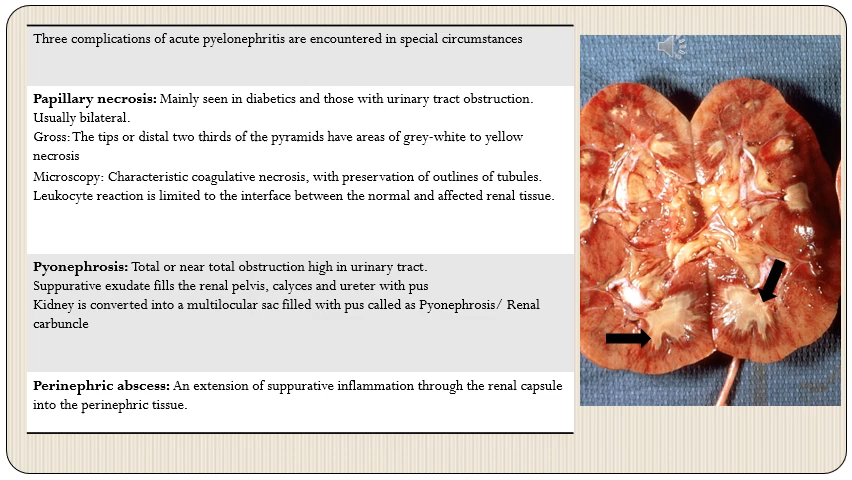 Three complications of acute pyelonephritis are encountered in special circumstances
Papillary necrosis: Mainly seen in diabetics and those with urinary tract obstruction.
Usually bilateral.
Gross: The tips or distal two thirds of the pyramids have areas of grey-white to yellow
necrosis
Microscopy: Characteristic coagulative necrosis, with preservation of outlines of tubules.
Leukocyte reaction is limited to the interface between the normal and affected renal tissue.
Pyonephrosis: Total or near total obstruction high in urinary tract.
Suppurative exudate fills the renal pelvis, calyces and ureter with pus
Kidney is converted into a multilocular sac filled with pus called as Pyonephrosis/ Renal
carbuncle
Perinephric abscess: An extension of suppurative inflammation through the renal capsule
into the perinephric tissue.